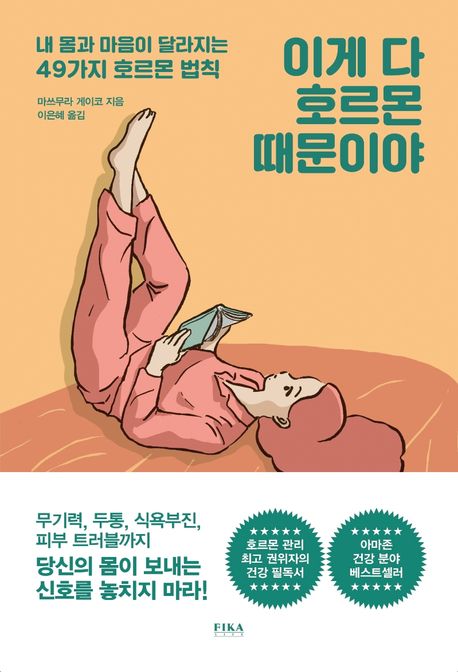 내 몸과 마음이 달라지는
49가지 호르몬 법칙
마쓰무라 게이코 지음
이은혜 옮김
이게 다
호르몬
때문이야
무기력, 두통, 식욕부진,
피부 트러블까지
당신의 몸이 보내는
신호를 놓치지 마라!
★★★★★
호르몬 관리
최고 권위자의
건강 필독서
★★★★★
★★★★★
아마존
건강 분야
베스트셀러
★★★★★
FIKA
LIFE